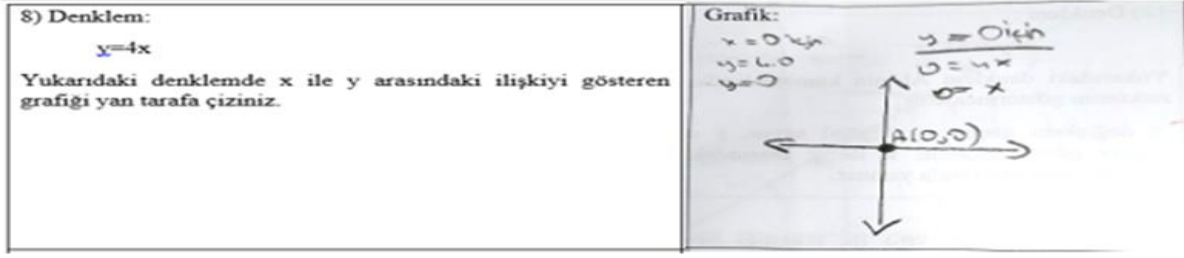 8) Denklem:
y=4x
Yukarıdaki denklemde x ile y arasındaki ilişkiyi gösteren
grafiği yan tarafa çiziniz.
Grafik:
x = 0 için
y = 4.0
y = 0
y = 0 için
0 = 4x
0 = x
A(0,0)